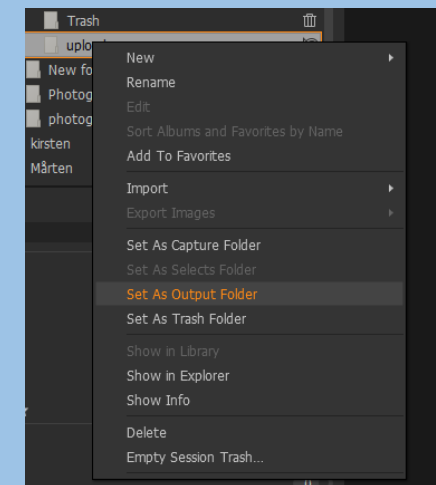 Trash
New
New fo
Rename
Photog
Edit
photog
Sort Albums and Favorites by Name
kirsten
Add To Favorites
Mårten
Import
Export Images
Set As Capture Folder
Set As Selects Folder
Set As Output Folder
Set As Trash Folder
Show in Library
Show in Explorer
Show Info
Delete
Empty Session Trash...